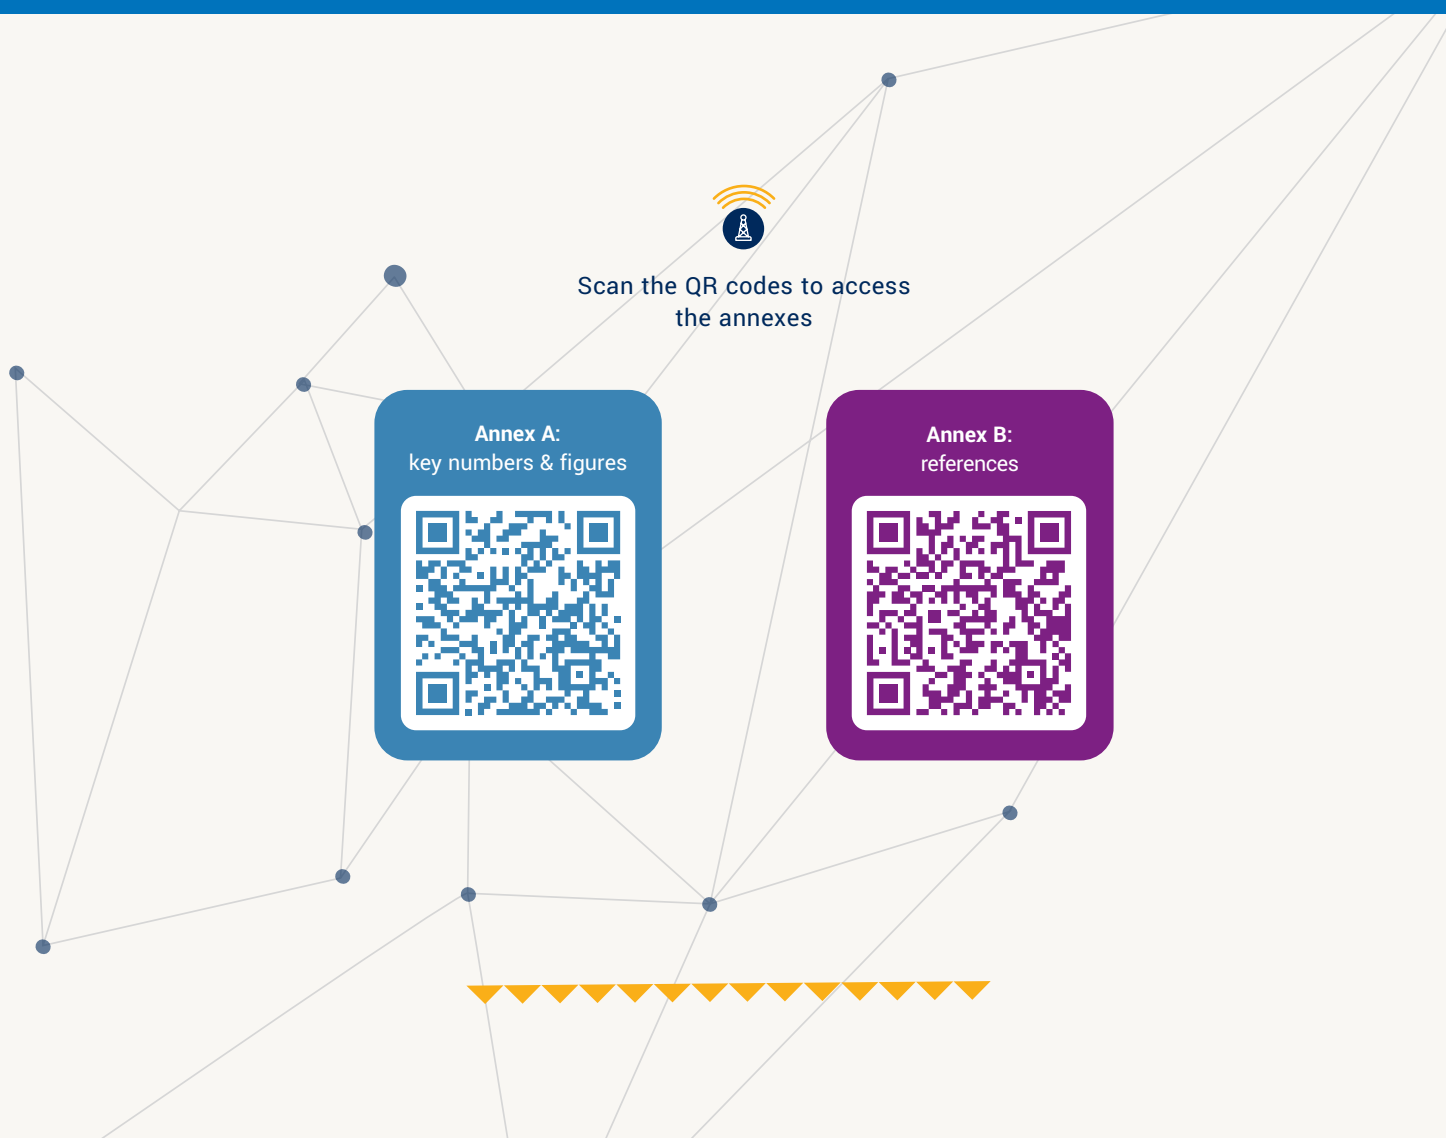 Scan the QR codes to access
the annexes
Annex A:
key numbers & figures
Annex B:
references